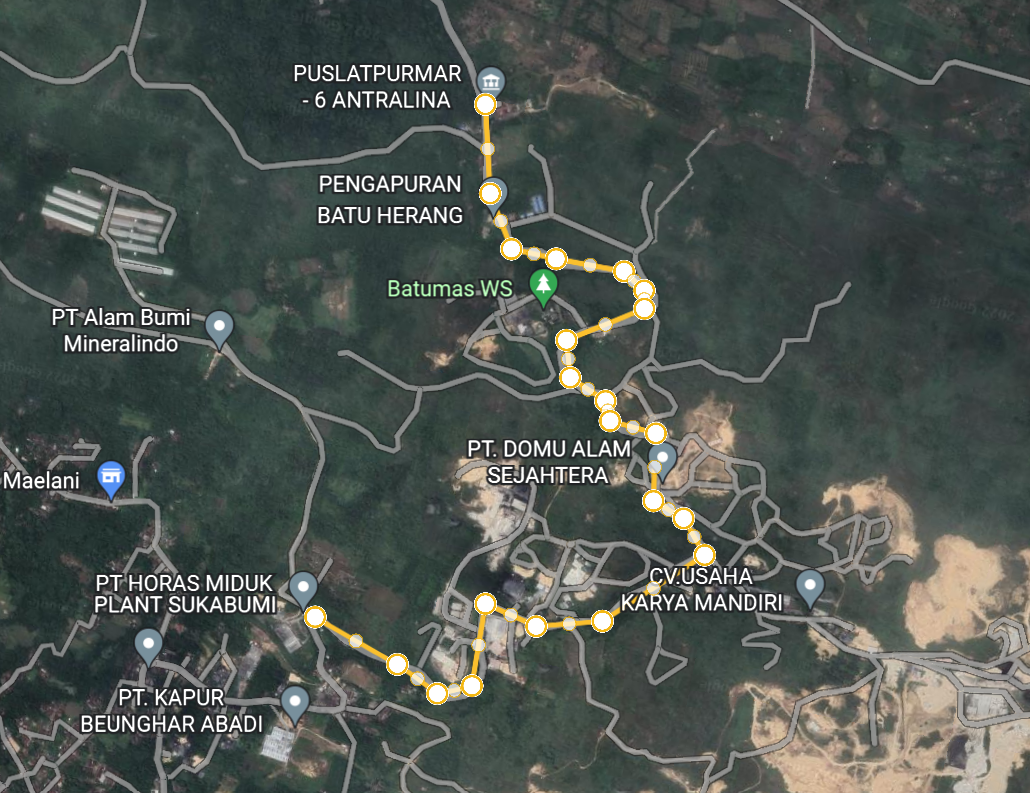 PUSLATPURMAR
- 6 ANTRALINA
PENGAPURAN
BATU HERANG
Batumas WS
PT Alam Bumi
Mineralindo
PT. DOMU ALAM
SEJAHTERA
Maelani
CV.USAHA
KARYA MANDIRI
PT HORAS MIDUK
PLANT SUKABUMI
PT. KAPUR
BEUNGHAR ABADI